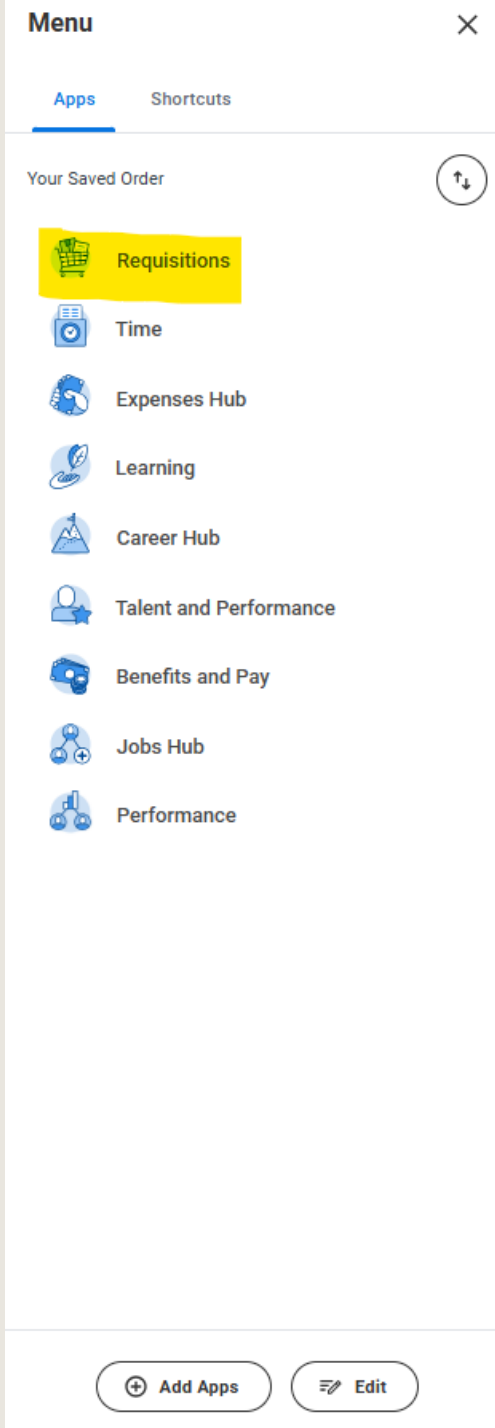 Menu
Apps Shortcuts
Your Saved Order
Requisitions
Time
Expenses Hub
Learning
Career Hub
Talent and Performance
Benefits and Pay
Jobs Hub
Performance
Add Apps Edit